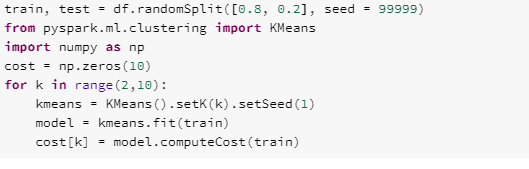 train, test = df.randomSplit([0.8, 0.2], seed = 99999)
from pyspark.ml.clustering import KMeans
import numpy as np
cost = np.zeros(10)
for k in range(2,10):
    kmeans = KMeans().setK(k).setSeed(1)
    model = kmeans.fit(train)
    cost[k] = model.computeCost(train)